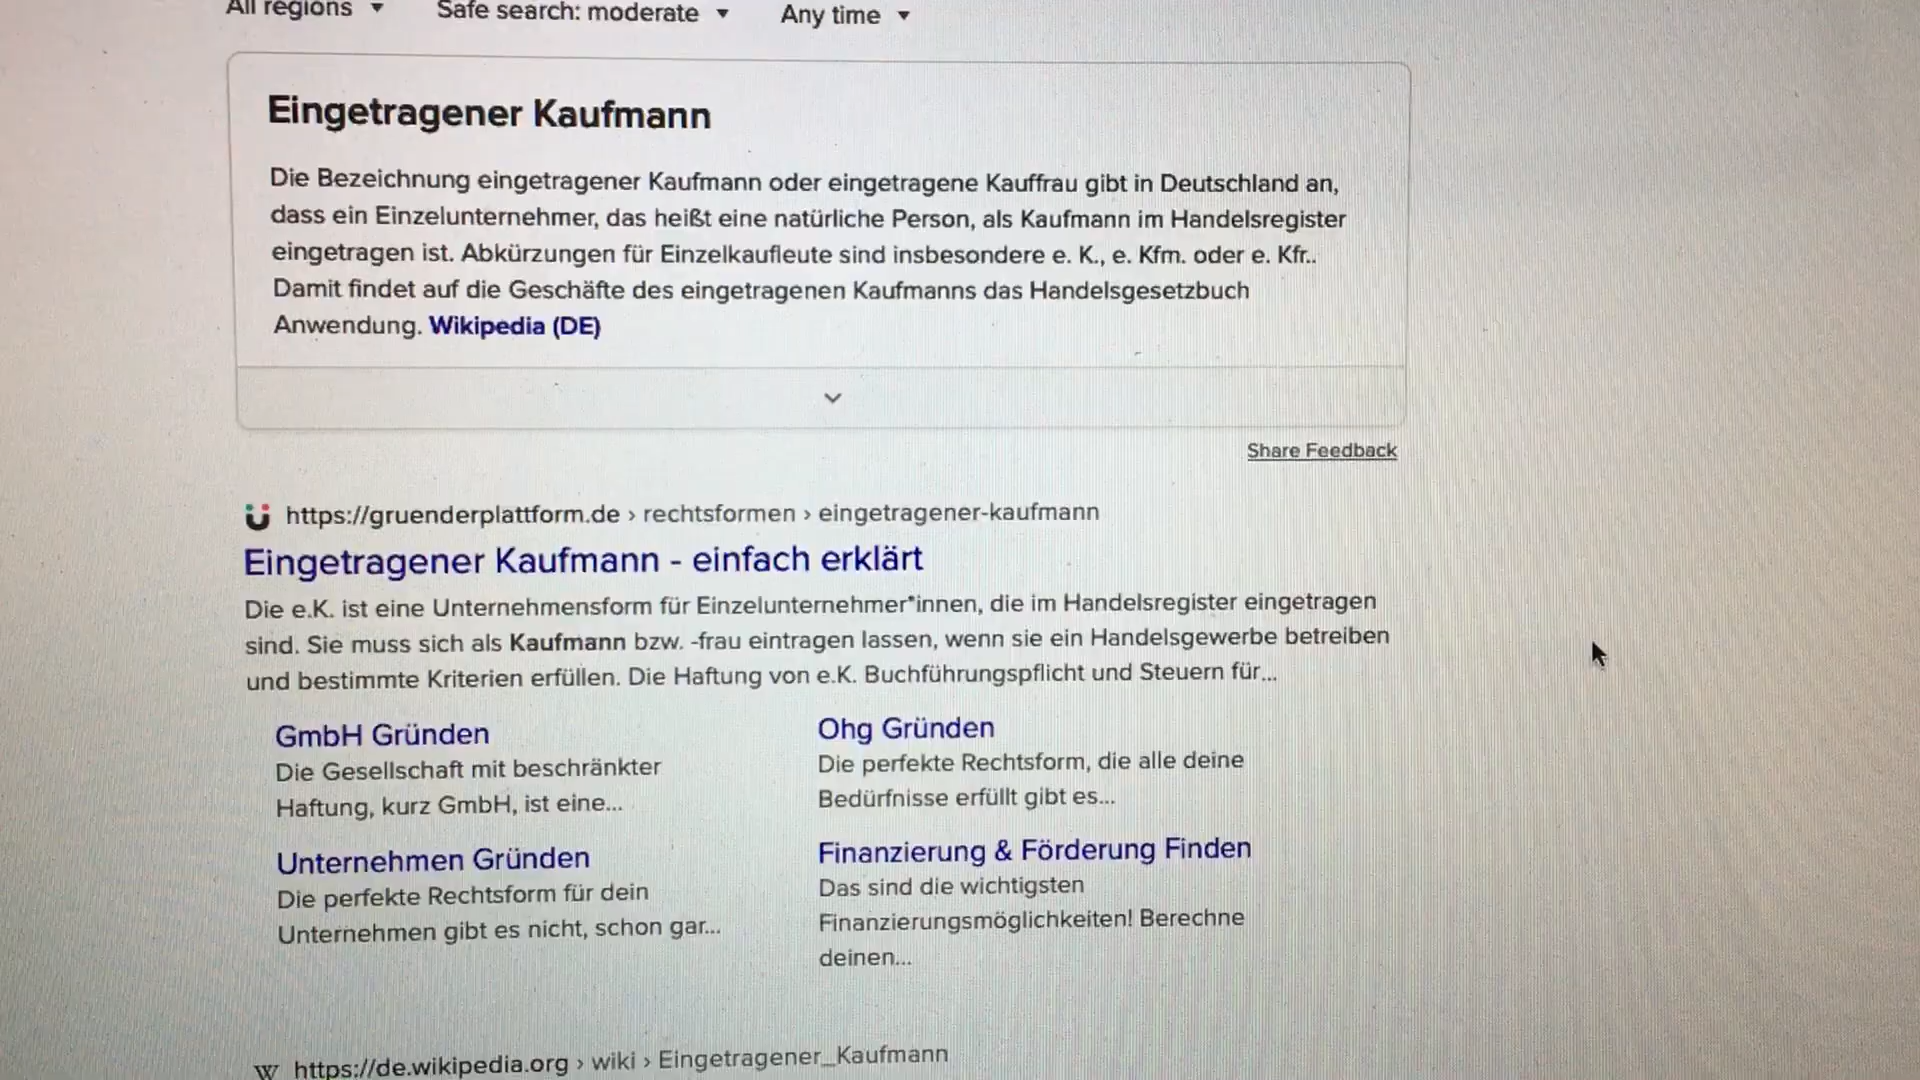 All regions ▼ Safe search: moderate ▼ Any time ▼
Eingetragener Kaufmann
Die Bezeichnung eingetragener Kaufmann oder eingetragene Kauffrau gibt in Deutschland an,
dass ein Einzelunternehmer, das heißt eine natürliche Person, als Kaufmann im Handelsregister
eingetragen ist. Abkürzungen für Einzelkaufleute sind insbesondere e. K., e. Kfm. oder e. Kfr..
Damit findet auf die Geschäfte des eingetragenen Kaufmanns das Handelsgesetzbuch
Anwendung. Wikipedia (DE)
Share Feedback
https://gruenderplattform.de › rechtsformen › eingetragener-kaufmann
Eingetragener Kaufmann - einfach erklärt
Die e.K. ist eine Unternehmensform für Einzelunternehmer*innen, die im Handelsregister eingetragen
sind. Sie muss sich als Kaufmann bzw. -frau eintragen lassen, wenn sie ein Handelsgewerbe betreiben
und bestimmte Kriterien erfüllen. Die Haftung von e.K. Buchführungspflicht und Steuern für...
GmbH Gründen
Die Gesellschaft mit beschränkter
Haftung, kurz GmbH, ist eine...
Ohg Gründen
Die perfekte Rechtsform, die alle deine
Bedürfnisse erfüllt gibt es...
Unternehmen Gründen
Die perfekte Rechtsform für dein
Unternehmen gibt es nicht, schon gar...
Finanzierung & Förderung Finden
Das sind die wichtigsten
Finanzierungsmöglichkeiten! Berechne
deinen...
W https://de.wikipedia.org › wiki › Eingetragener_Kaufmann